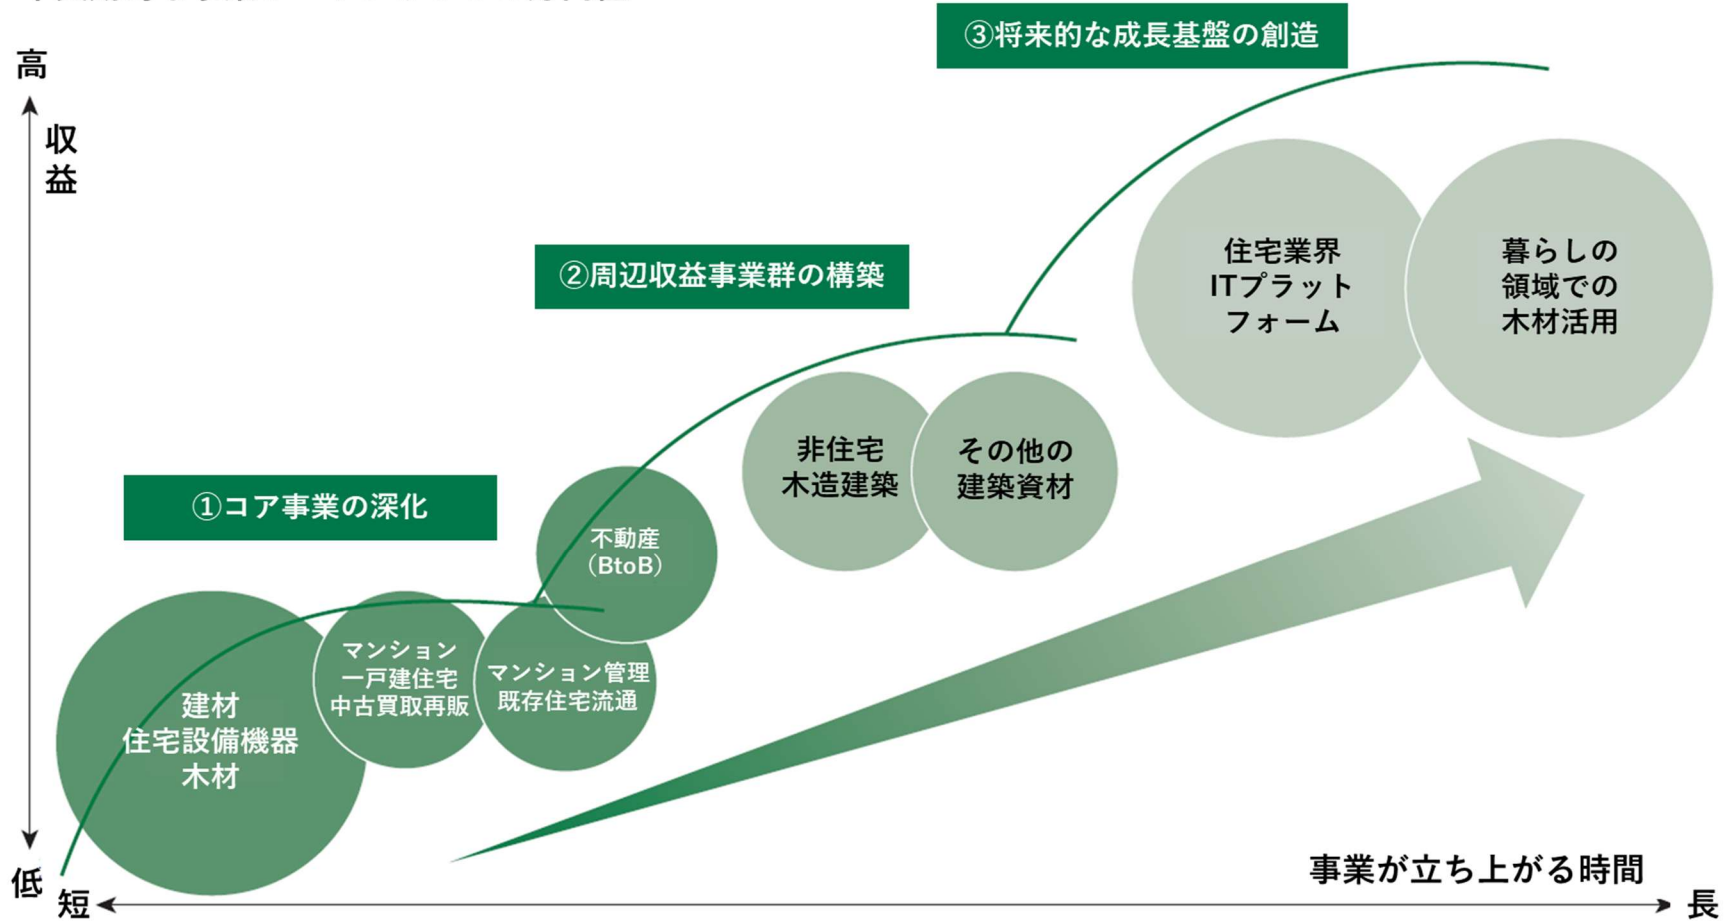 ③将来的な成長基盤の創造
高
収
益
②周辺収益事業群の構築
住宅業界
ITプラット
フォーム
暮らしの
領域での
木材活用
①コア事業の深化
非住宅
木造建築
その他の
建築資材
不動産
（BtoB）
マンション
一戸建住宅
中古買取再販
マンション管理
既存住宅流通
建材
住宅設備機器
木材
事業が立ち上がる時間
低
短
長